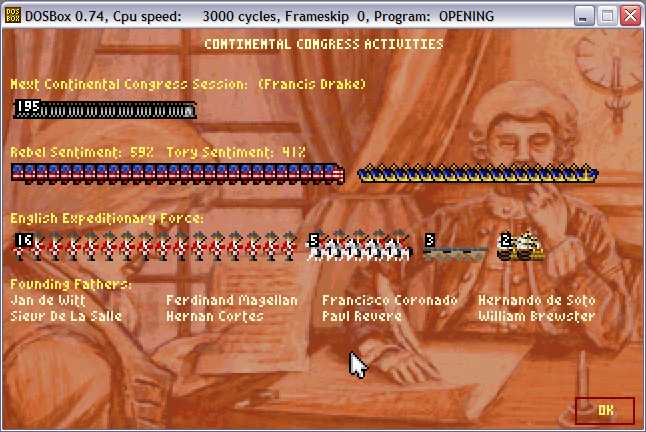 DOSBox 0.74, Cpu speed: 3000 cycles, Frameskip 0, Program: OPENING
CONTINENTAL CONGRESS ACTIVITIES
Next Continental Congress Session: (Francis Drake)
195
Rebel Sentiment: 59% Tory Sentiment: 41%
English Expeditionary Force:
16 5 3 2
Founding Fathers:
Jan de Witt Ferdinand Magellan Francisco Coronado Hernando de Soto
Sieur De La Salle Hernan Cortes Paul Revere William Brewster
OK